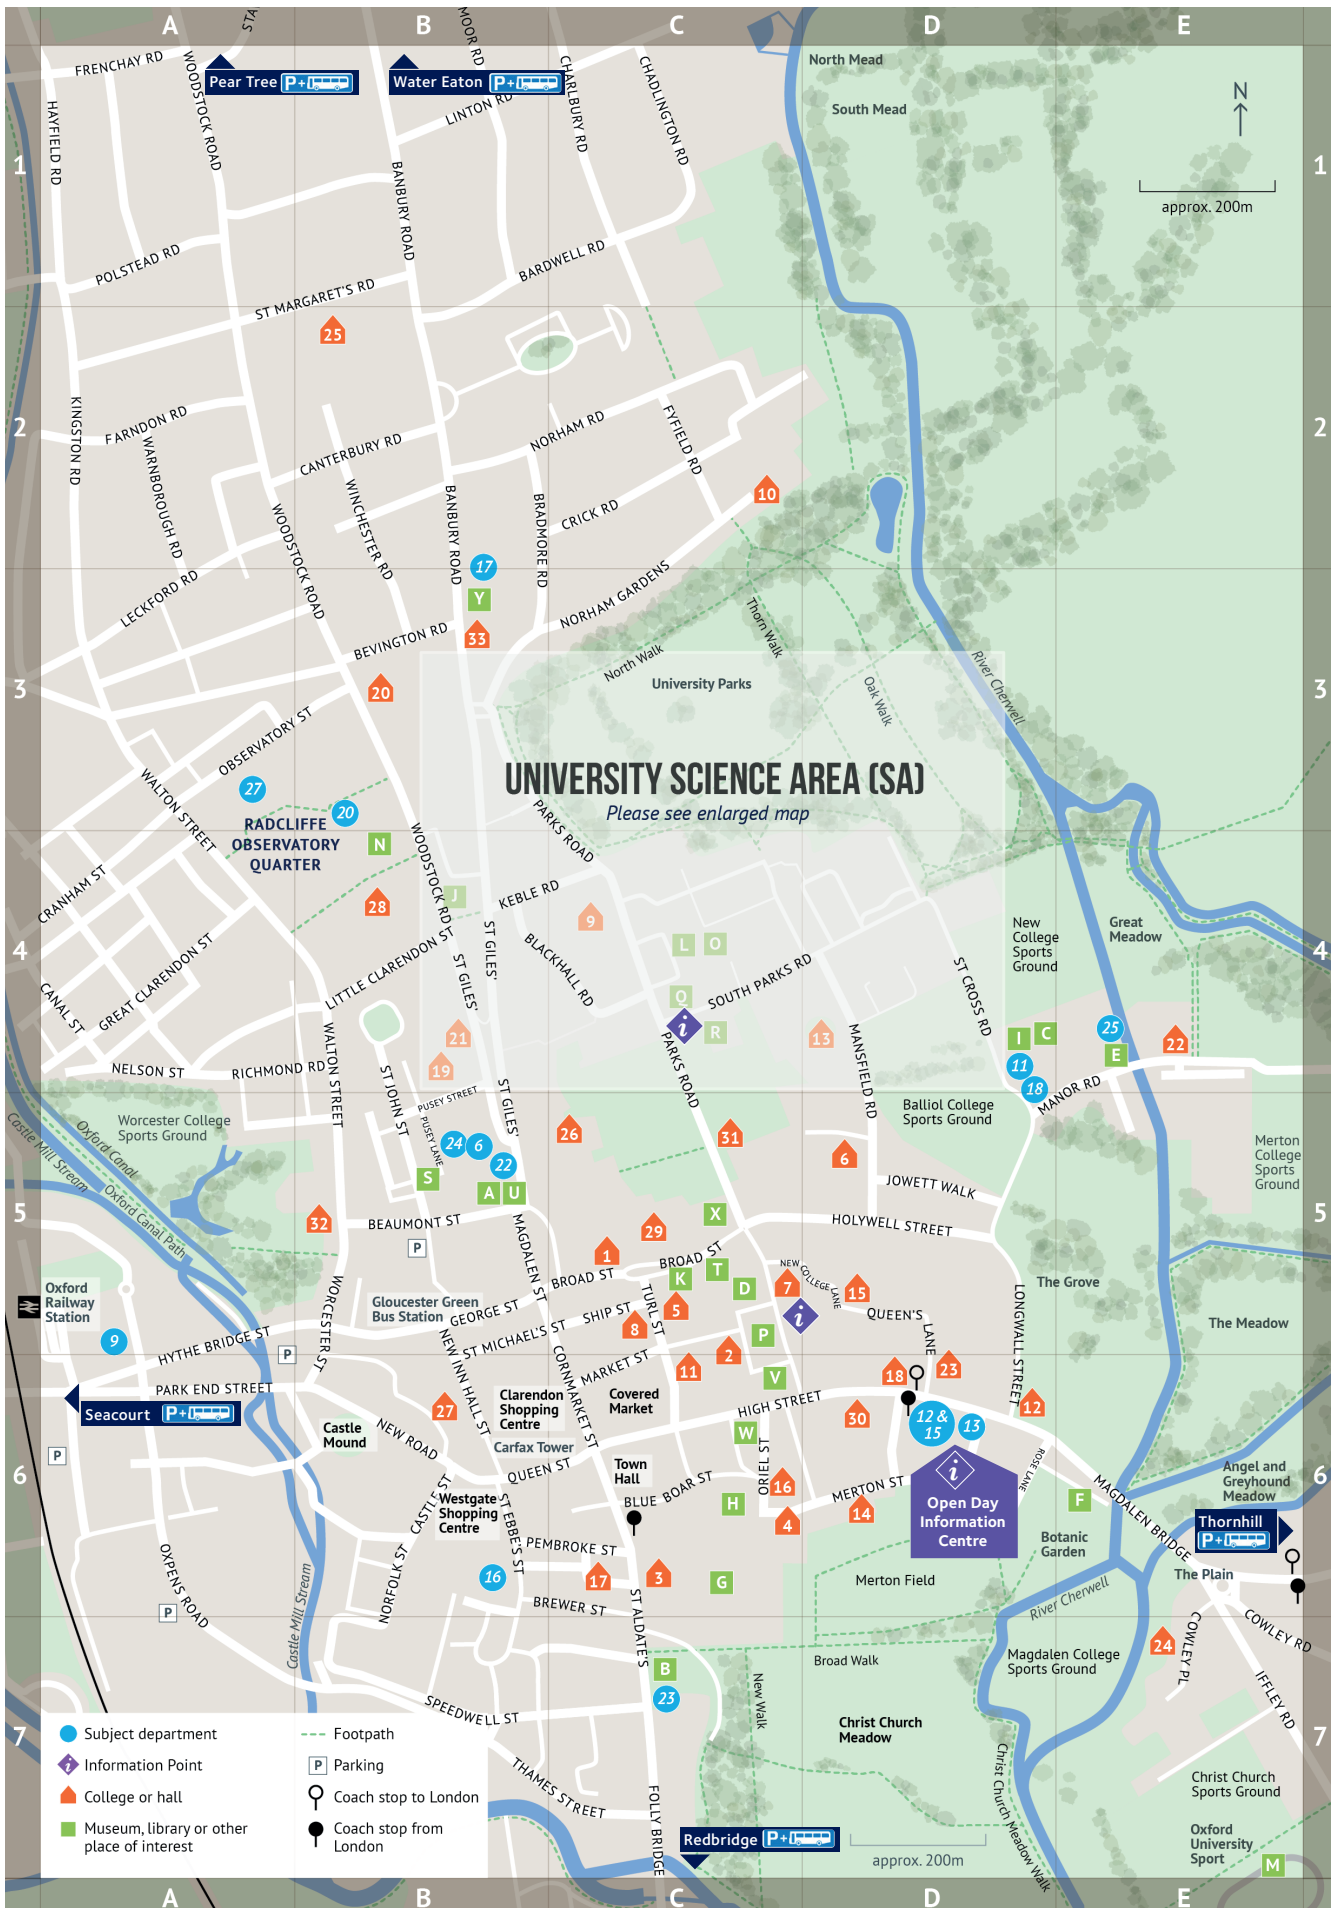 A
B
C
D
E
STA
MOOR RD
FRENCHAY RD
WOODSTOCK ROAD
Pear Tree P+
Water Eaton P+
LINTON RD
CHARLBURY RD
CHADLINGTON RD
North Mead
South Mead
N
approx. 200m
1
1
HAYFIELD RD
BANBURY ROAD
POLSTEAD RD
ST MARGARET'S RD
BARDWELL RD
25
2
2
KINGSTON RD
FARNDON RD
WARNBOROUGH RD
CANTERBURY RD
WINCHESTER RD
NORHAM RD
FYFIELD RD
10
BANBURY ROAD
BRADMORE RD
CRICK RD
WOODSTOCK ROAD
17
Y
33
LECKFORD RD
BEVINGTON RD
NORHAM GARDENS
Thorn Walk
North Walk
University Parks
Oak Walk
River Cherwell
3
3
20
OBSERVATORY ST
UNIVERSITY SCIENCE AREA (SA)
Please see enlarged map
27
20
RADCLIFFE
OBSERVATORY
QUARTER
N
WALTON STREET
PARKS ROAD
WOODSTOCK RD
CRANHAM ST
28
J
KEBLE RD
9
L
O
New
College
Sports
Ground
Great
Meadow
4
4
GREAT CLARENDON ST
LITTLE CLARENDON ST
ST GILES'
ST GILES'
BLACKHALL RD
Q
SOUTH PARKS RD
ST CROSS RD
CANAL ST
21
i
R
13
I
C
25
E
22
11
18
NELSON ST
RICHMOND RD
WALTON STREET
19
PARKS ROAD
MANSFIELD RD
MANOR RD
ST JOHN ST
PUSEY STREET
PUSEY LANE
ST GILES'
Worcester College
Sports Ground
Castle Mill Stream
Oxford Canal
Oxford Canal Path
Balliol College
Sports Ground
Merton
College
Sports
Ground
24
6
22
26
31
6
S
A
U
JOWETT WALK
5
5
32
BEAUMONT ST
P
MAGDALEN ST
29
X
HOLYWELL STREET
1
BROAD ST
BROAD ST
NEW COLLEGE LANE
K
T
D
7
15
The Grove
Oxford
Railway
Station
Gloucester Green
Bus Station
GEORGE ST
SHIP ST
TURL ST
5
i
QUEEN'S
LANE
LONGWALL STREET
The Meadow
9
WORCESTER ST
HYTHE BRIDGE ST
P
ST MICHAEL'S ST
8
P
NEW INN HALL ST
CORNMARKET ST
MARKET ST
2
11
V
18
23
PARK END STREET
Seacourt P+
27
Clarendon
Shopping
Centre
Covered
Market
HIGH STREET
30
12 &
15
13
12
Castle
Mound
NEW ROAD
Carfax Tower
W
ORIEL ST
P
6
6
QUEEN ST
Town
Hall
BLUE BOAR ST
16
MERTON ST
i
ROSE LANE
MAGDALEN BRIDGE
Angel and
Greyhound
Meadow
CASTLE ST
Westgate
Shopping
Centre
ST EBBE'S ST
H
4
14
Open Day
Information
Centre
F
Thornhill
P+
OXPENS ROAD
PEMBROKE ST
Botanic
Garden
The Plain
NORFOLK ST
16
17
3
G
Merton Field
River Cherwell
P
Castle Mill Stream
BREWER ST
ST ALDATE'S
COWLEY RD
24
COWLEY PL
Broad Walk
Magdalen College
Sports Ground
B
23
New Walk
IFFLEY RD
SPEEDWELL ST
Christ Church
Meadow
7
7
Christ Church Meadow Walk
THAMES STREET
FOLLY BRIDGE
Christ Church
Sports Ground
Redbridge P+
approx. 200m
Oxford
University
Sport
M
Subject department
Information Point
College or hall
Museum, library or other
place of interest
Footpath
P Parking
Coach stop to London
Coach stop from
London
A
B
C
D
E